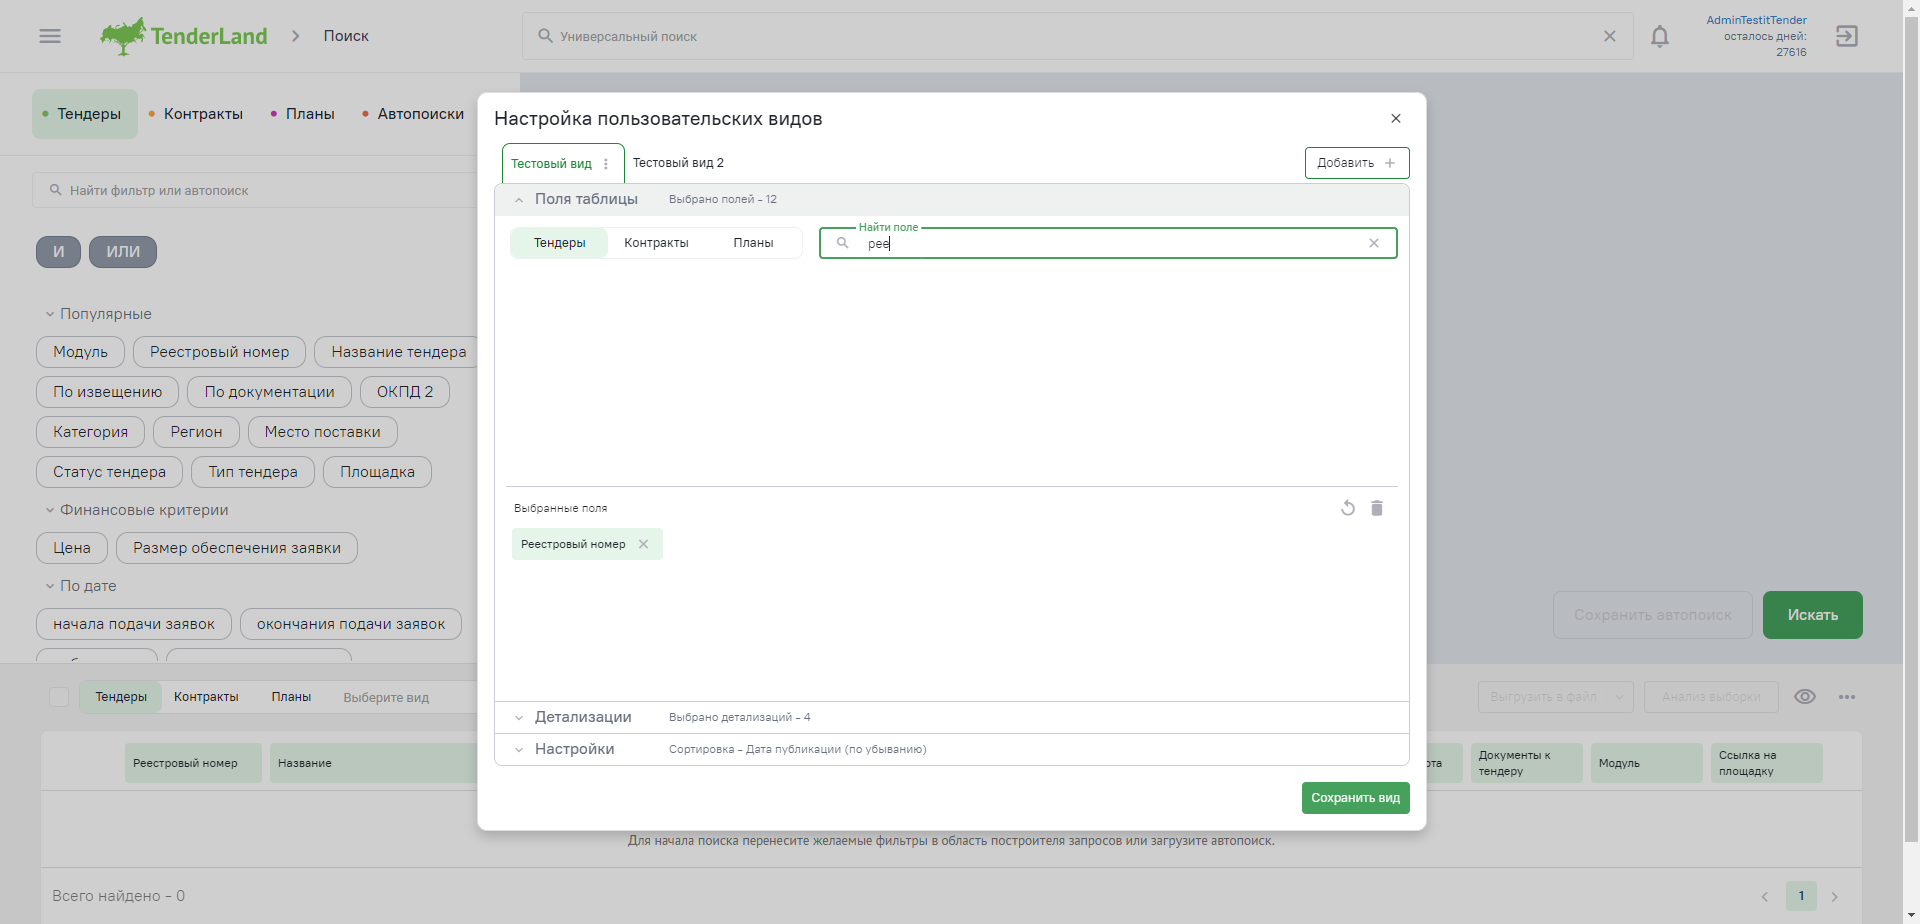 TenderLand
Поиск
Универсальный поиск
AdminTestitTender
осталось дней:
27616
Тендеры
Контракты
Планы
Автопоиски
Найти фильтр или автопоиск
И
ИЛИ
Популярные
Модуль
Реестровый номер
Название тендера
По извещению
По документации
ОКПД 2
Категория
Регион
Место поставки
Статус тендера
Тип тендера
Площадка
Финансовые критерии
Цена
Размер обеспечения заявки
По дате
начала подачи заявок
окончания подачи заявок
Настройка пользовательских видов
Тестовый вид
Тестовый вид 2
Добавить
Поля таблицы
Выбрано полей - 12
Тендеры
Контракты
Планы
Найти поле
рее
Выбранные поля
Реестровый номер
Детализации
Выбрано детализаций - 4
Настройки
Сортировка - Дата публикации (по убыванию)
Сохранить вид
Сохранить автопоиск
Искать
Тендеры
Контракты
Планы
Выберите вид
Выгрузить в файл
Анализ выборки
Реестровый номер
Название
Документы к
тендеру
Модуль
Ссылка на
площадку
Для начала поиска перенесите желаемые фильтры в область построителя запросов или загрузите автопоиск.
Всего найдено - 0
1